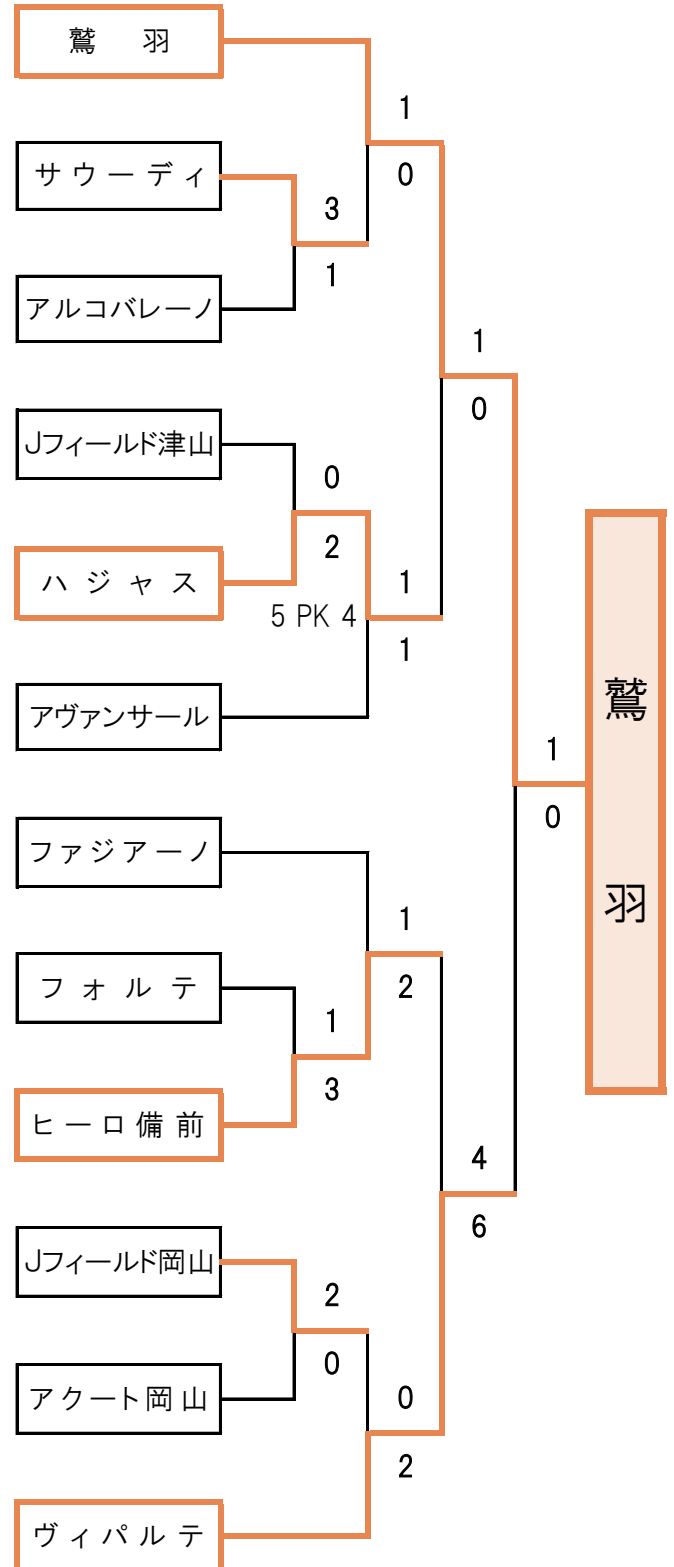 鷲 羽
1
0
サウーディ
3
1
アルコバレーノ
1
0
Jフィールド津山
0
2
ハジャス
1
5 PK 4
1
アヴァンサール
鷲
羽
1
0
ファジアーノ
1
2
フォルテ
1
3
ヒーロ備前
4
6
Jフィールド岡山
2
0
アクート岡山
0
2
ヴィパルテ